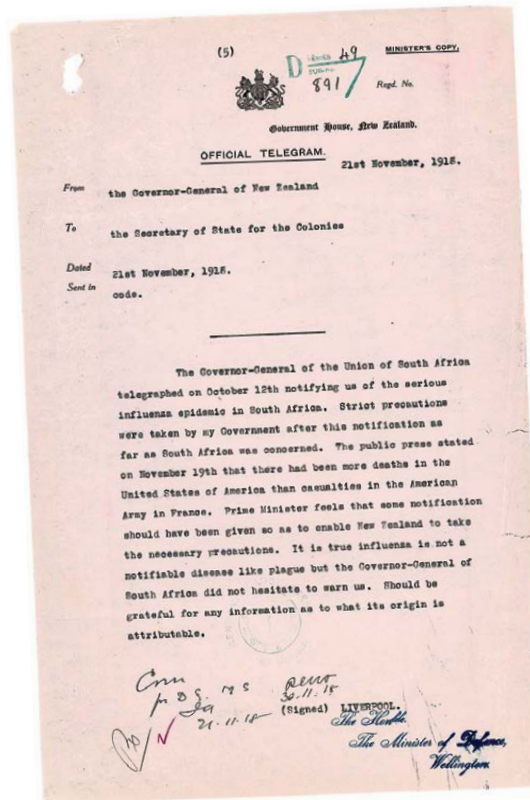 (5)
MINISTER'S COPY.
D 49
891
Regd. No.
Government House, New Zealand.
OFFICIAL TELEGRAM.
21st November, 1918.
From the Governor-General of New Zealand
To the Secretary of State for the Colonies
Dated 21st November, 1918.
Sent in code.
The Governor-General of the Union of South Africa
telegraphed on October 12th notifying us of the serious
influenza epidemic in South Africa. Strict precautions
were taken by my Government after this notification as
far as South Africa was concerned. The public press stated
on November 19th that there had been more deaths in the
United States of America than casualties in the American
Army in France. Prime Minister feels that some notification
should have been given so as to enable New Zealand to take
the necessary precautions. It is true influenza is not a
notifiable disease like plague but the Governor-General of
South Africa did not hesitate to warn us. Should be
grateful for any information as to what its origin is
attributable.
21-11-18
(Signed) LIVERPOOL.
The Honble.
The Minister of Defence,
Wellington.